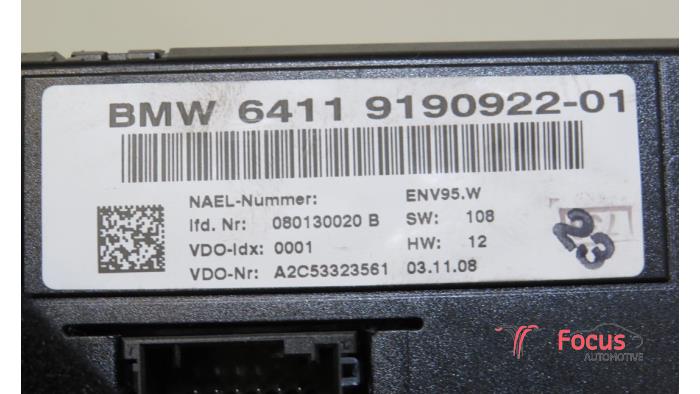 BMW 6411 9190922-01
NAEL-Nummer: ENV95.W
lfd. Nr: 080130020 B SW: 108
VDO-Idx: 0001 HW: 12
VDO-Nr: A2C53323561 03.11.08
23
Focus
AUTOMOTIVE